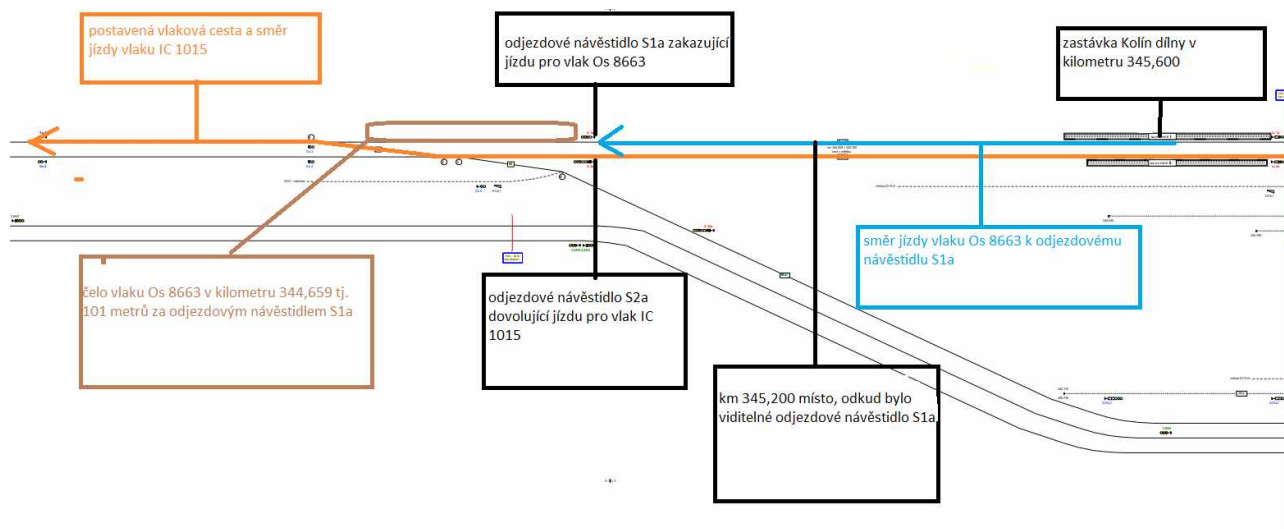 postavená vlaková cesta a směr
jízdy vlaku IC 1015
odjezdové návěstidlo S1a zakazující
jízdu pro vlak Os 8663
zastávka Kolín dílny v
kilometru 345,600
čelo vlaku Os 8663 v kilometru 344,659 tj.
101 metrů za odjezdovým návěstidlem S1a
odjezdové návěstidlo S2a
dovolující jízdu pro vlak IC
1015
km 345,200 místo, odkud bylo
viditelné odjezdové návěstidlo S1a
směr jízdy vlaku Os 8663 k odjezdovému
návěstidlu S1a